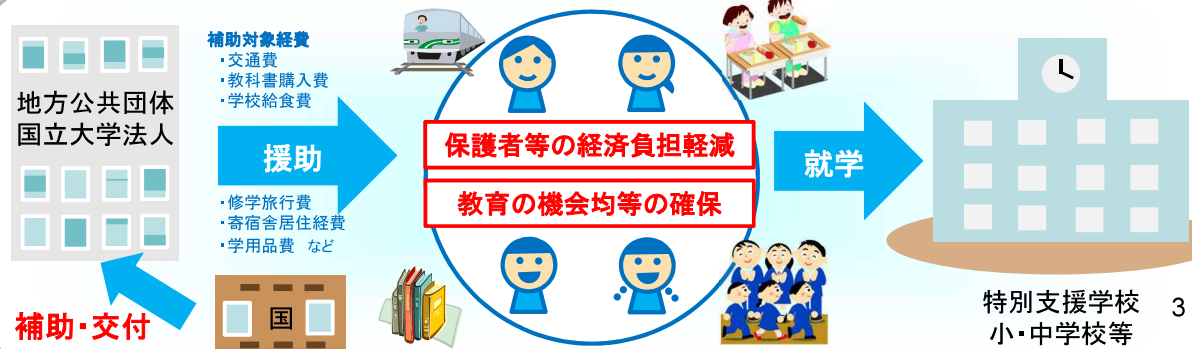 地方公共団体
国立大学法人
補助対象経費
・交通費
・教科書購入費
・学校給食費
援助
・修学旅行費
・寄宿舎居住経費
・学用品費　など
国
補助・交付
保護者等の経済負担軽減
教育の機会均等の確保
就学
特別支援学校
小・中学校等
3